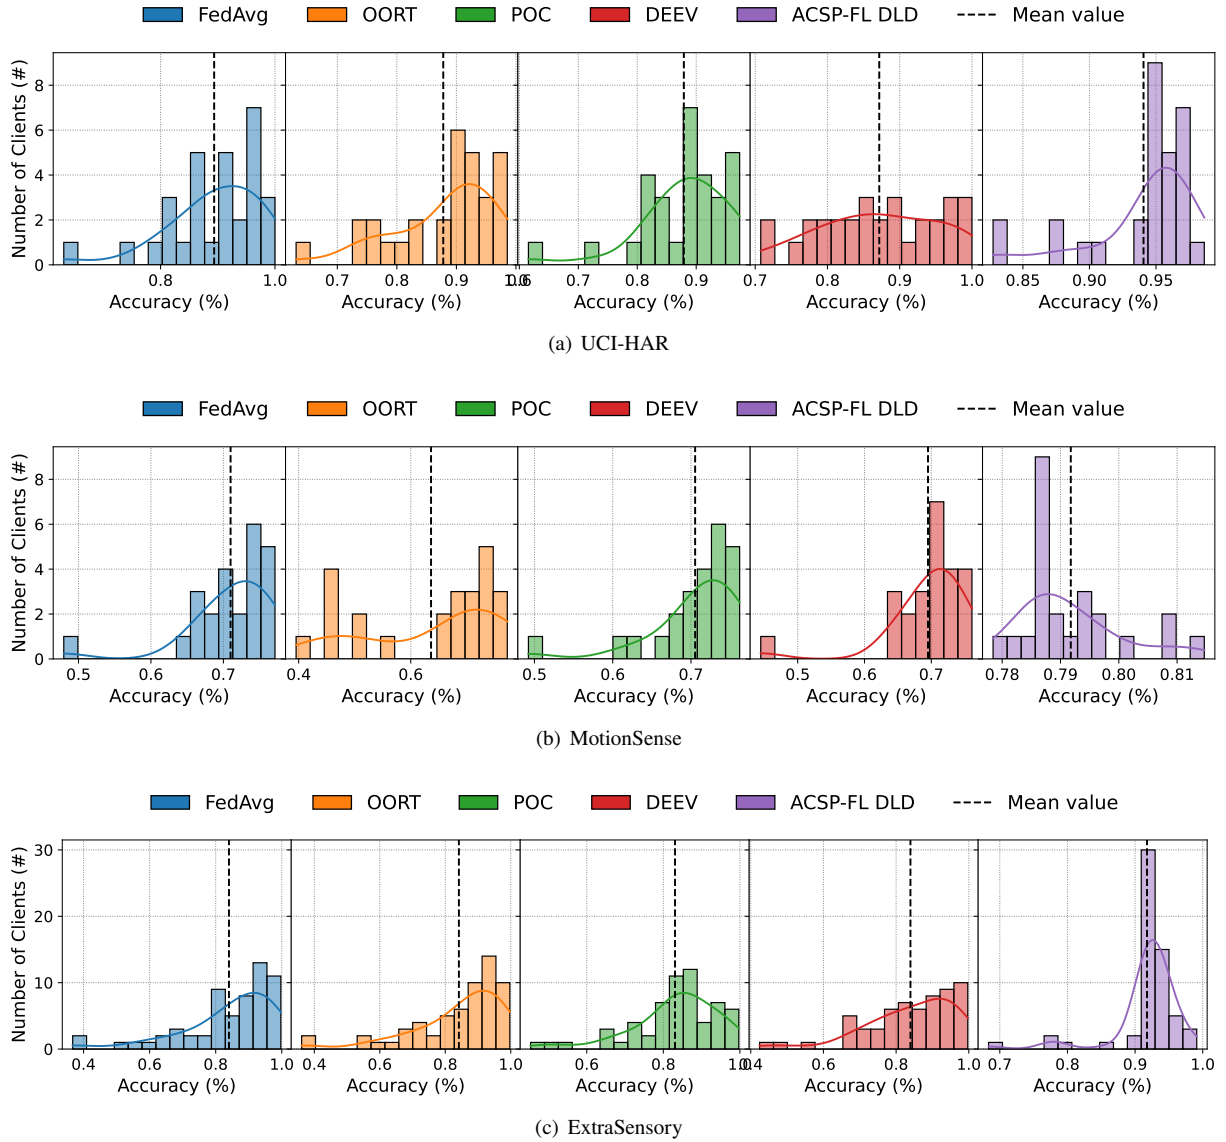 FedAvg OORT POC DEEV ACSP-FL DLD Mean value
Number of Clients (#)
8
6
4
2
0
0.8 1.0 0.7 0.8 0.9 1.0 0.6 0.7 0.8 0.9 0.7 0.8 0.9 1.0 0.85 0.90 0.95
Accuracy (%) Accuracy (%) Accuracy (%) Accuracy (%) Accuracy (%)
(a) UCI-HAR
FedAvg OORT POC DEEV ACSP-FL DLD Mean value
Number of Clients (#)
8
6
4
2
0
0.5 0.6 0.7 0.4 0.6 0.5 0.6 0.7 0.5 0.6 0.7 0.78 0.79 0.80 0.81
Accuracy (%) Accuracy (%) Accuracy (%) Accuracy (%) Accuracy (%)
(b) MotionSense
FedAvg OORT POC DEEV ACSP-FL DLD Mean value
Number of Clients (#)
30
20
10
0
0.4 0.6 0.8 1.0 0.4 0.6 0.8 1.0 0.6 0.8 1.0 0.4 0.6 0.8 1.0 0.7 0.8 0.9 1.0
Accuracy (%) Accuracy (%) Accuracy (%) Accuracy (%) Accuracy (%)
(c) ExtraSensory